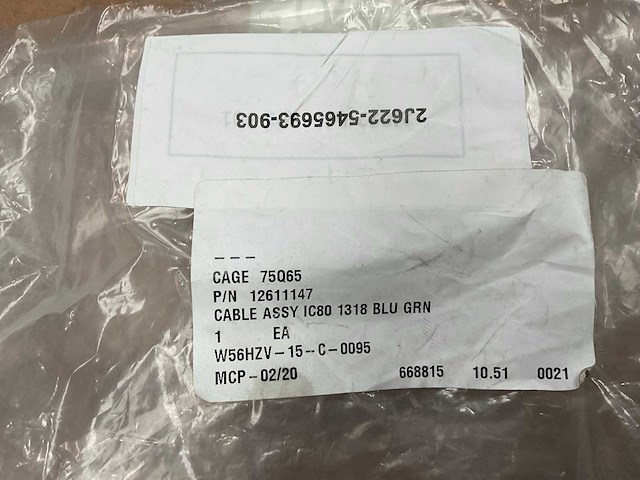 2J622-5465693-903
– – –
CAGE 75Q65
P/N 12611147
CABLE ASSY IC80 1318 BLU GRN
1 EA
W56HZV-15--C-0095
MCP-02/20 668815 10.51 0021